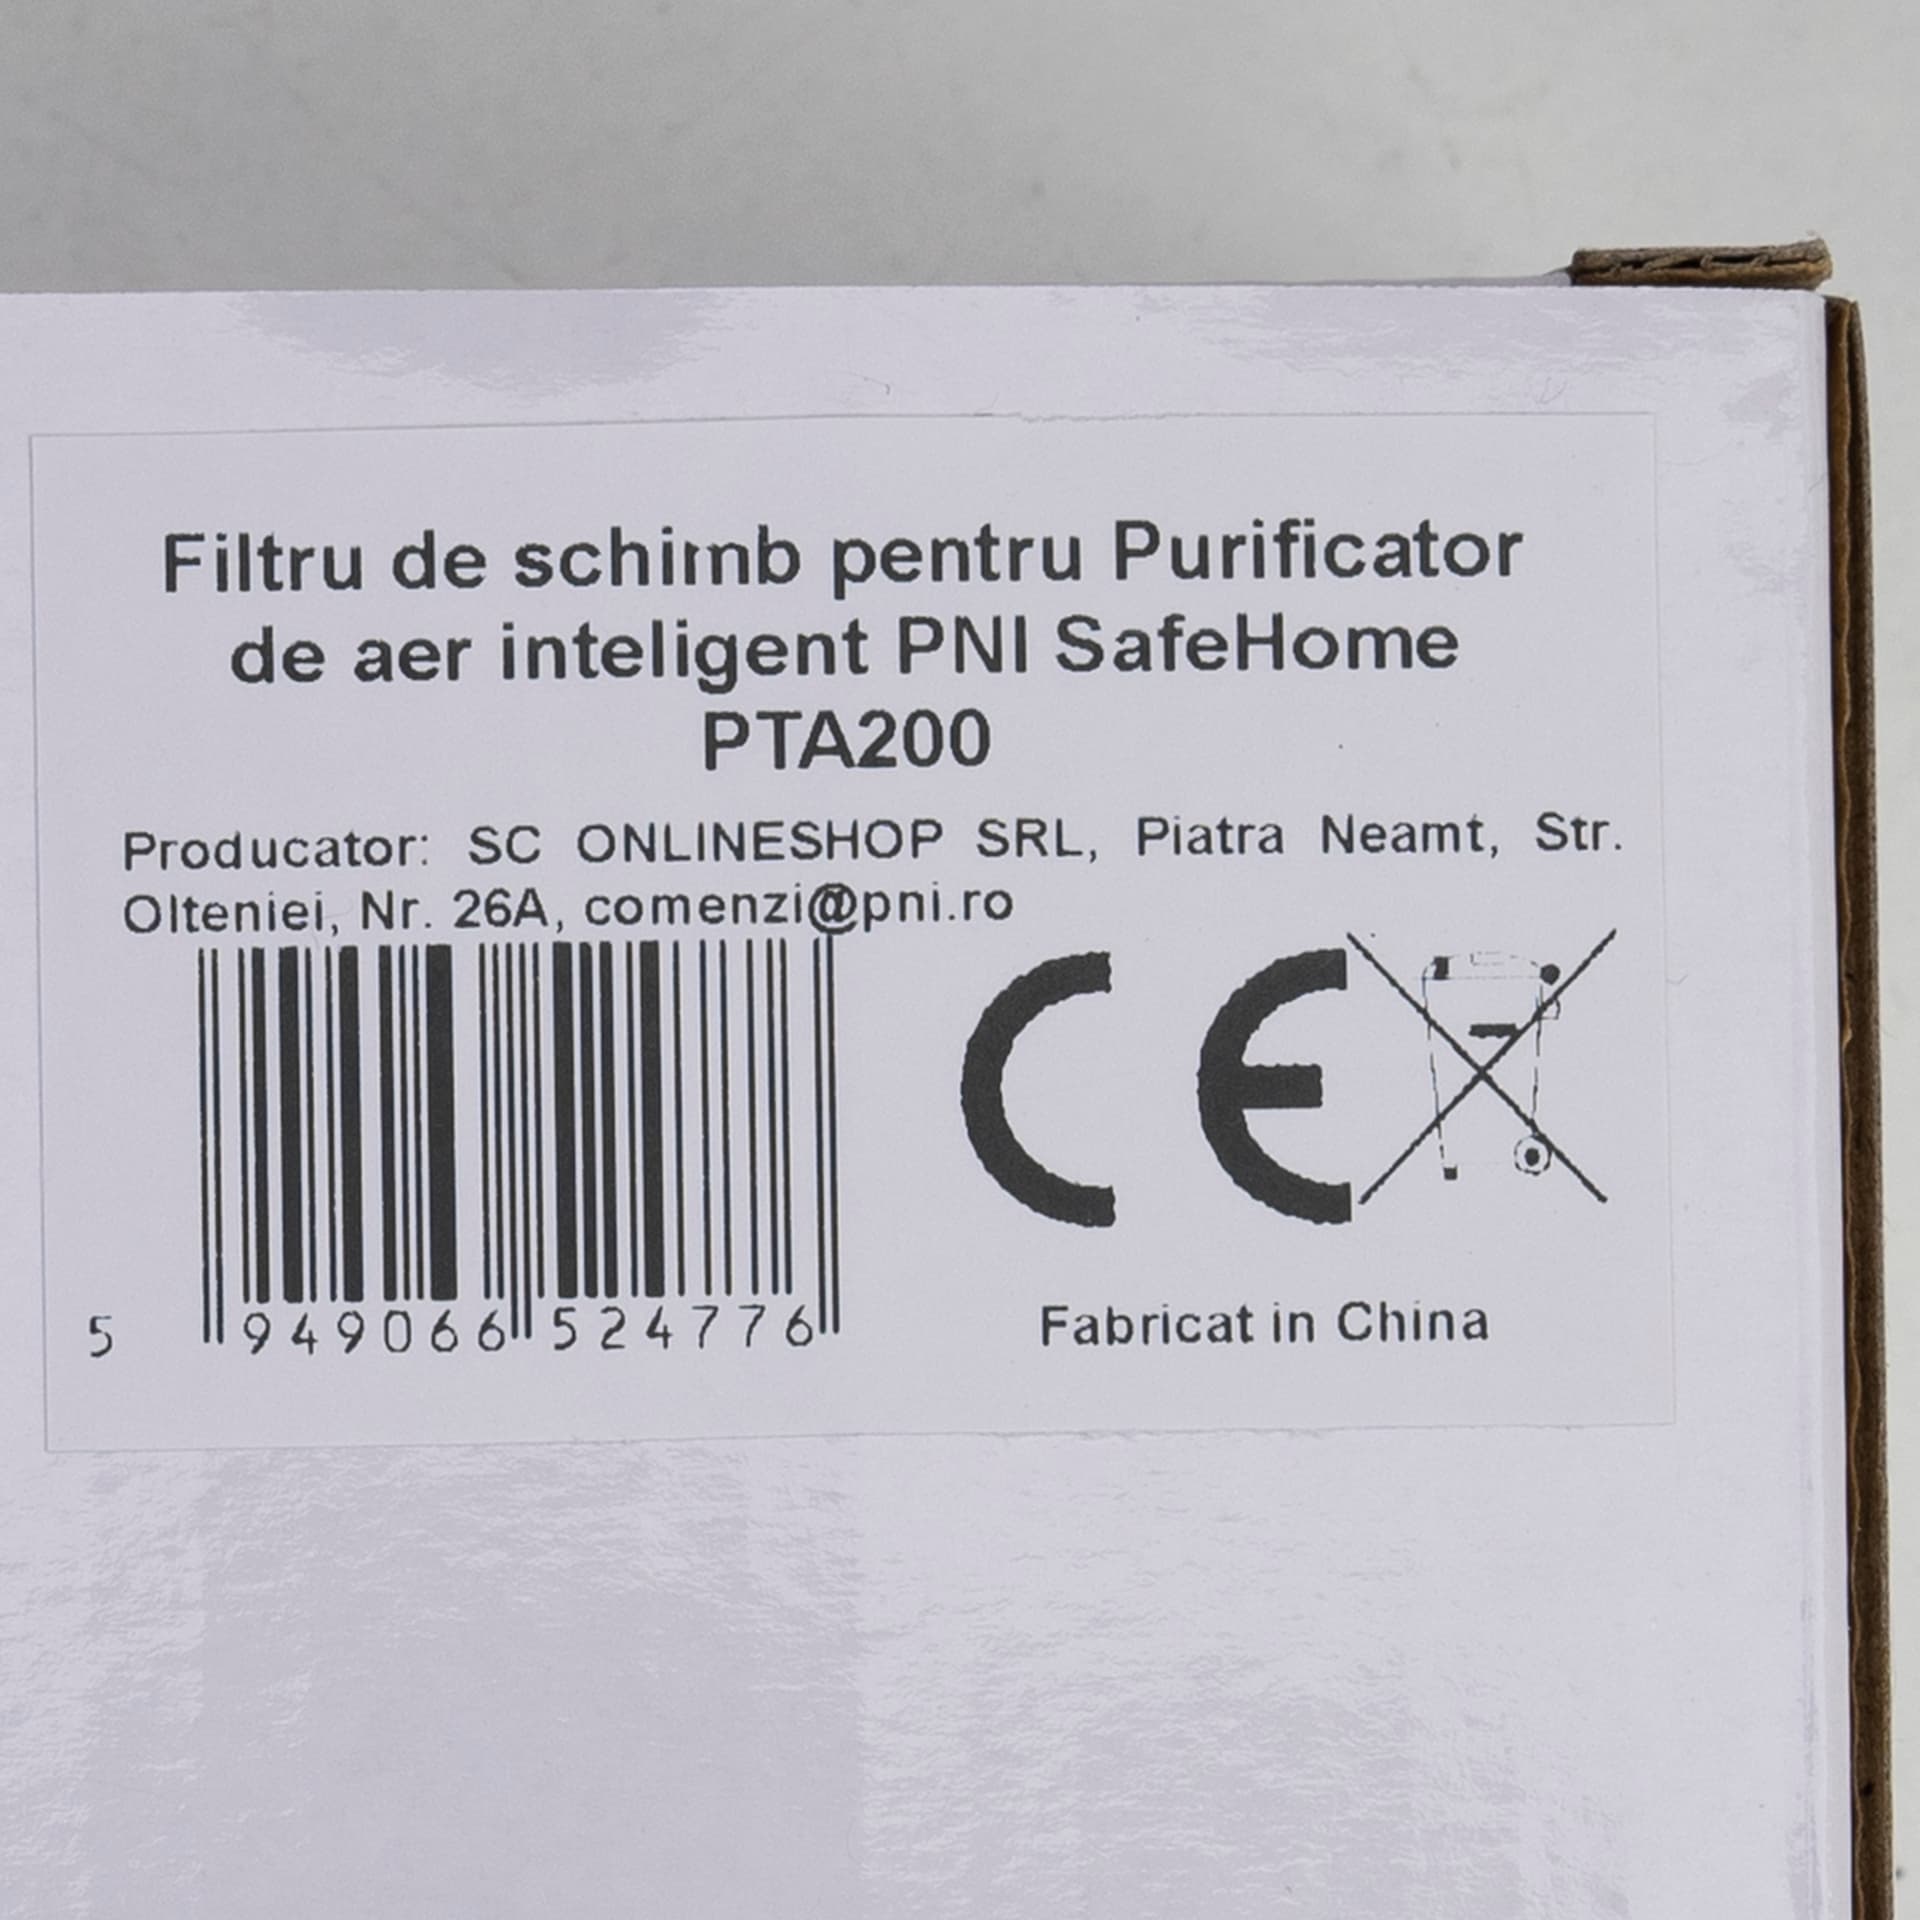 Filtru de schimb pentru Purificator
de aer inteligent PNI SafeHome
PTA200
Producator: SC ONLINESHOP SRL, Piatra Neamt, Str.
Olteniei, Nr. 26A, comenzi@pni.ro
CE
5 949066 524776
Fabricat in China